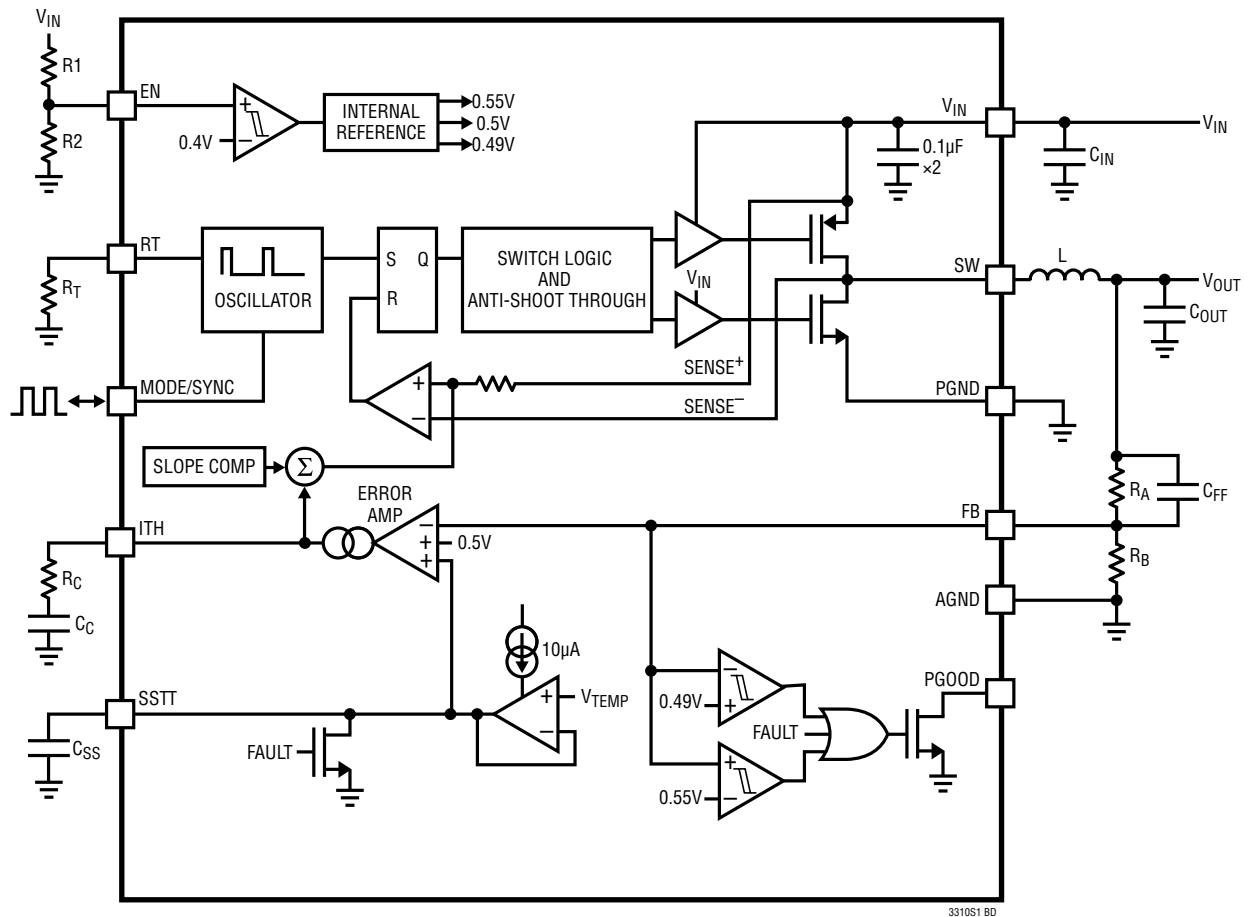 VIN
R1
EN
R2
0.4V
+
−
INTERNAL
REFERENCE
0.55V
0.5V
0.49V
VIN
VIN
0.1µF
×2
CIN
RT
RT
OSCILLATOR
S Q
R
SWITCH LOGIC
AND
ANTI-SHOOT THROUGH
VIN
SW
L
VOUT
COUT
MODE/SYNC
+
−
SENSE+
SENSE−
PGND
SLOPE COMP
Σ
ERROR
AMP
ITH
−
+
+
0.5V
FB
RA
CFF
RB
AGND
RC
CC
10µA
SSTT
+
−
VTEMP
CSS
FAULT
−
0.49V
+
FAULT
+
0.55V
−
PGOOD
3310S1 BD